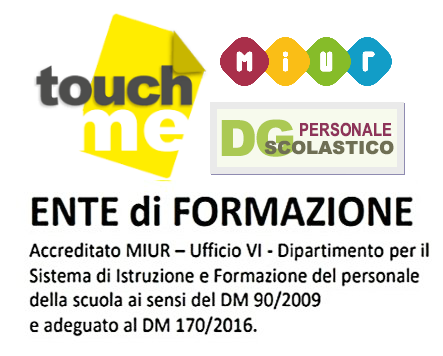 touch
me
miur
DG PERSONALE
SCOLASTICO
ENTE di FORMAZIONE
Accreditato MIUR – Ufficio VI - Dipartimento per il
Sistema di Istruzione e Formazione del personale
della scuola ai sensi del DM 90/2009
e adeguato al DM 170/2016.